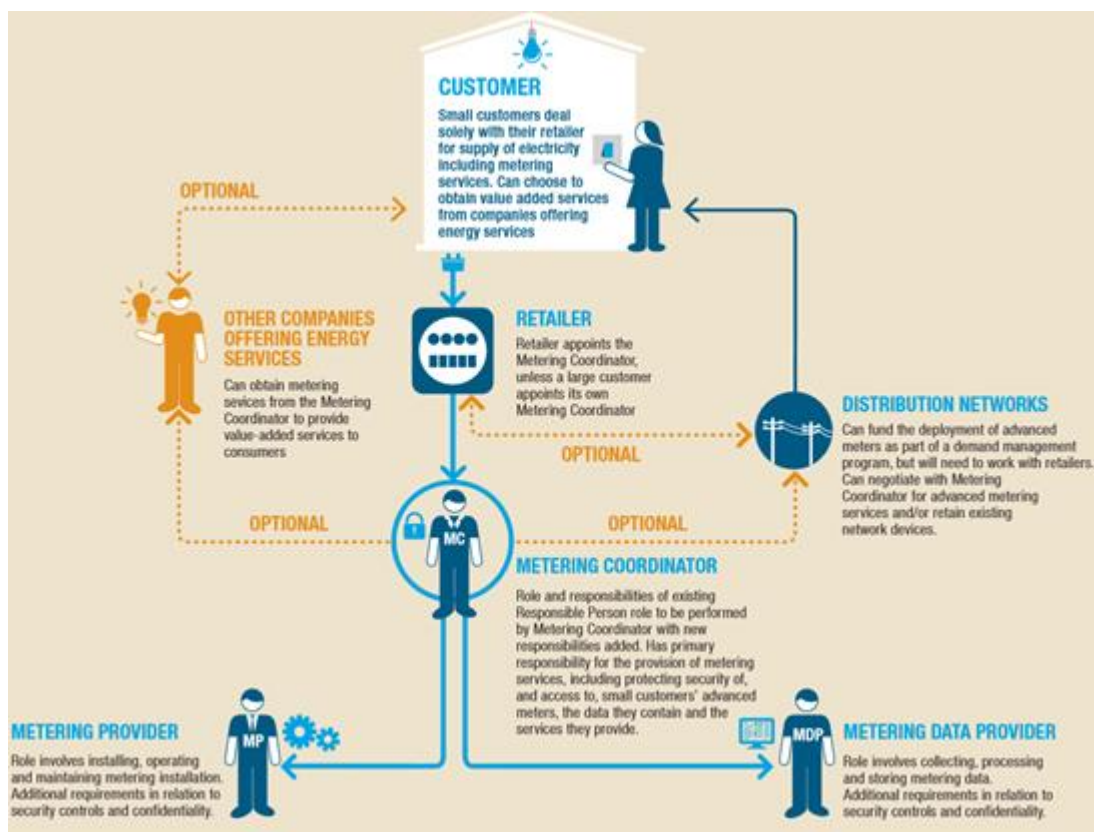 CUSTOMER
Small customers deal
solely with their retailer
for supply of electricity
including metering
services. Can choose to
obtain value added services
from companies offering
energy services
OPTIONAL
OTHER COMPANIES
OFFERING ENERGY
SERVICES
Can obtain metering
sevices from the Metering
Coordinator to provide
value-added services to
consumers
RETAILER
Retailer appoints the
Metering Coordinator,
unless a large customer
appoints its own
Metering Coordinator
OPTIONAL
DISTRIBUTION NETWORKS
Can fund the deployment of advanced
meters as part of a demand management
program, but will need to work with retailers.
Can negotiate with Metering
Coordinator for advanced metering
services and/or retain existing
network devices.
OPTIONAL
MC
OPTIONAL
METERING COORDINATOR
Role and responsibilities of existing
Responsible Person role to be performed
by Metering Coordinator with new
responsibilities added. Has primary
responsibility for the provision of metering
services, including protecting security of,
and access to, small customers' advanced
meters, the data they contain and the
services they provide.
METERING PROVIDER
Role involves installing, operating
and maintaining metering installation.
Additional requirements in relation to
security controls and confidentiality.
MP
MDP
METERING DATA PROVIDER
Role involves collecting, processing
and storing metering data.
Additional requirements in relation to
security controls and confidentiality.